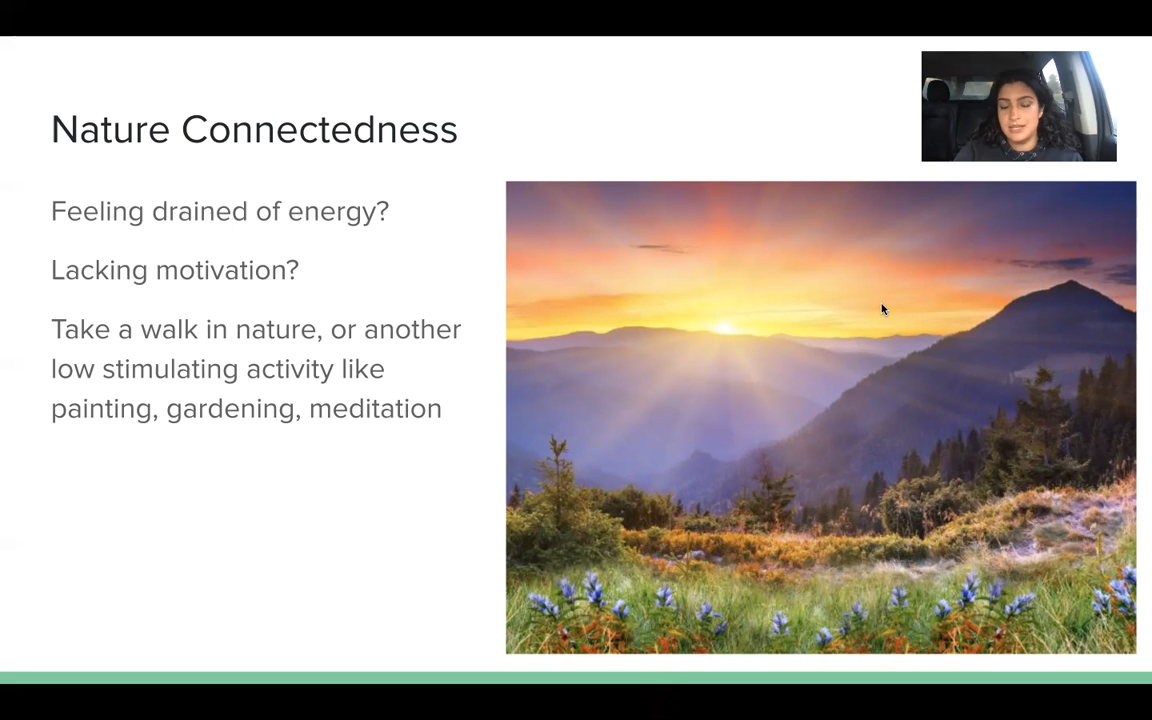 Nature Connectedness
Feeling drained of energy?
Lacking motivation?
Take a walk in nature, or another
low stimulating activity like
painting, gardening, meditation